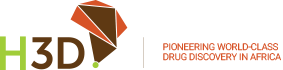 H3D
PIONEERING WORLD-CLASS
DRUG DISCOVERY IN AFRICA